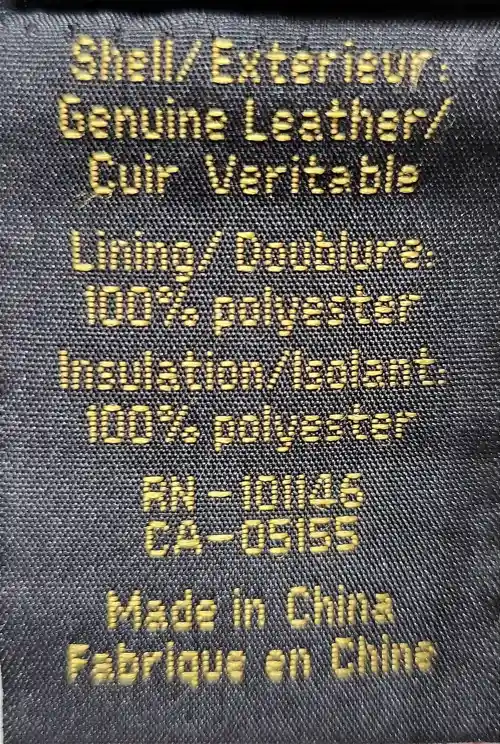 Shell/Exterieur:
Genuine Leather/
Cuir Veritable
Lining/Doublure:
100% polyester
Insulation/Isolant:
100% polyester
RN-101146
CA-05155
Made in China
Fabrique en Chine